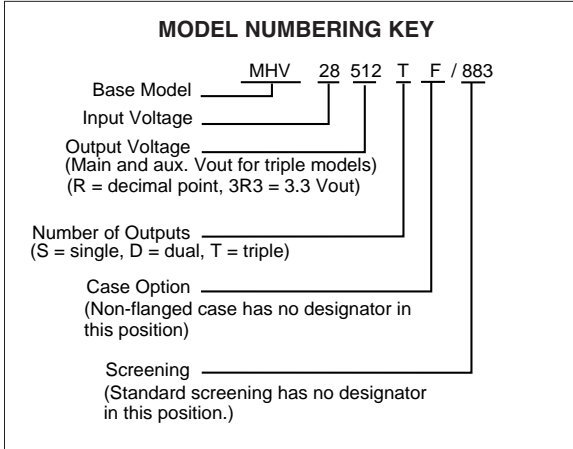 MODEL NUMBERING KEY
MHV 28 512 T F / 883
Base Model
Input Voltage
Output Voltage
(Main and aux. Vout for triple models)
(R = decimal point, 3R3 = 3.3 Vout)
Number of Outputs
(S = single, D = dual, T = triple)
Case Option
(Non-flanged case has no designator in
this position)
Screening
(Standard screening has no designator
in this position.)